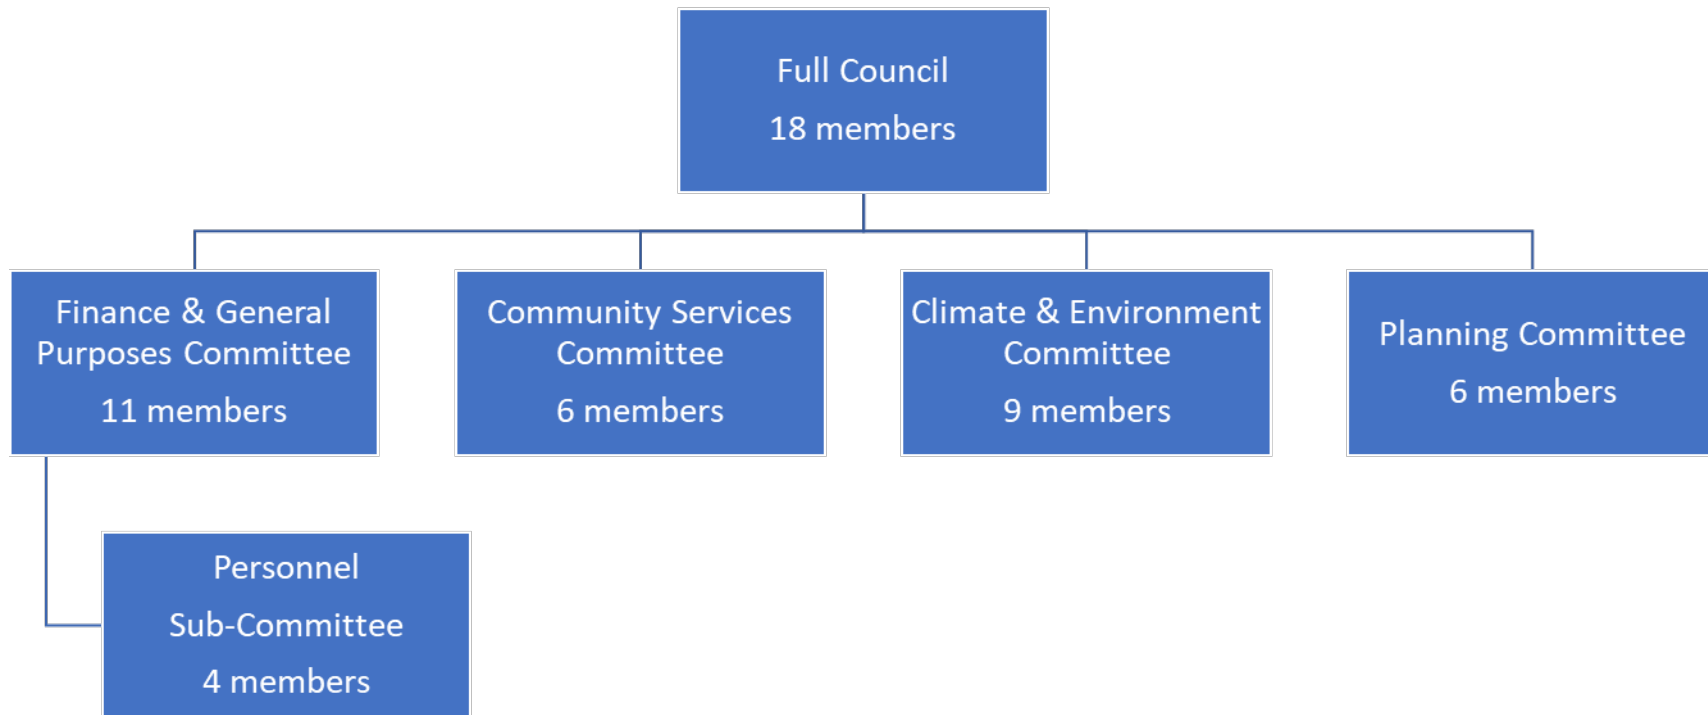 Full Council
18 members
Finance & General
Purposes Committee
11 members
Community Services
Committee
6 members
Climate & Environment
Committee
9 members
Planning Committee
6 members
Personnel
Sub-Committee
4 members